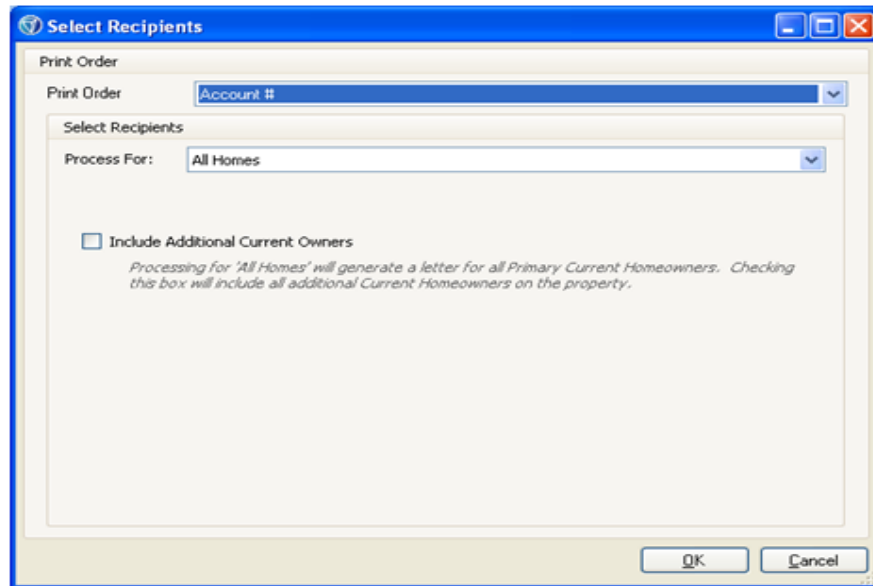 Select Recipients
Print Order
Print Order Account #
Select Recipients
Process For: All Homes
Include Additional Current Owners
Processing for 'All Homes' will generate a letter for all Primary Current Homeowners. Checking
this box will include all additional Current Homeowners on the property.
OK Cancel